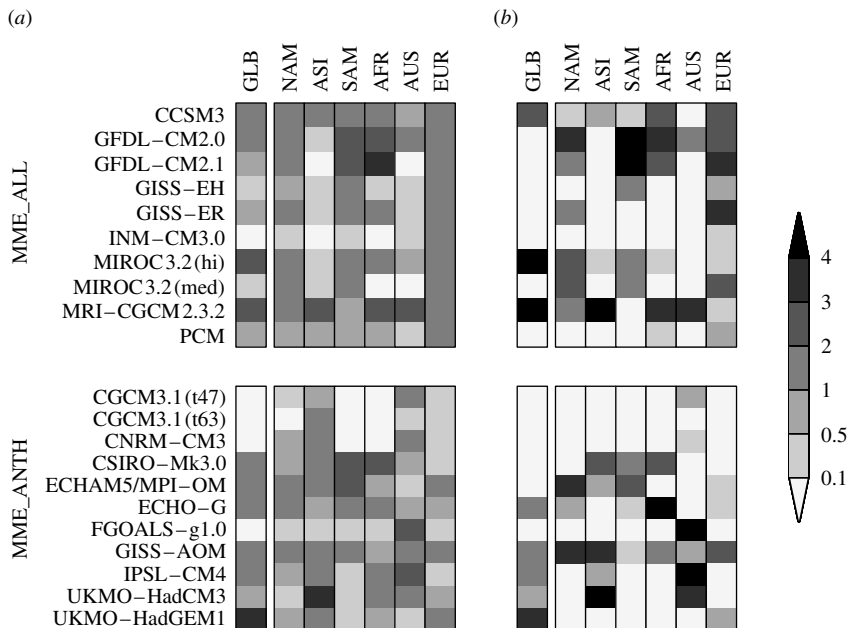 (a)
(b)
GLB NAM ASI SAM AFR AUS EUR
GLB NAM ASI SAM AFR AUS EUR
MME_ALL
CCSM3
GFDL–CM2.0
GFDL–CM2.1
GISS–EH
GISS–ER
INM–CM3.0
MIROC3.2(hi)
MIROC3.2(med)
MRI–CGCM2.3.2
PCM
MME_ANTH
CGCM3.1(t47)
CGCM3.1(t63)
CNRM–CM3
CSIRO–Mk3.0
ECHAM5/MPI–OM
ECHO–G
FGOALS–g1.0
GISS–AOM
IPSL–CM4
UKMO–HadCM3
UKMO–HadGEM1
4
3
2
1
0.5
0.1